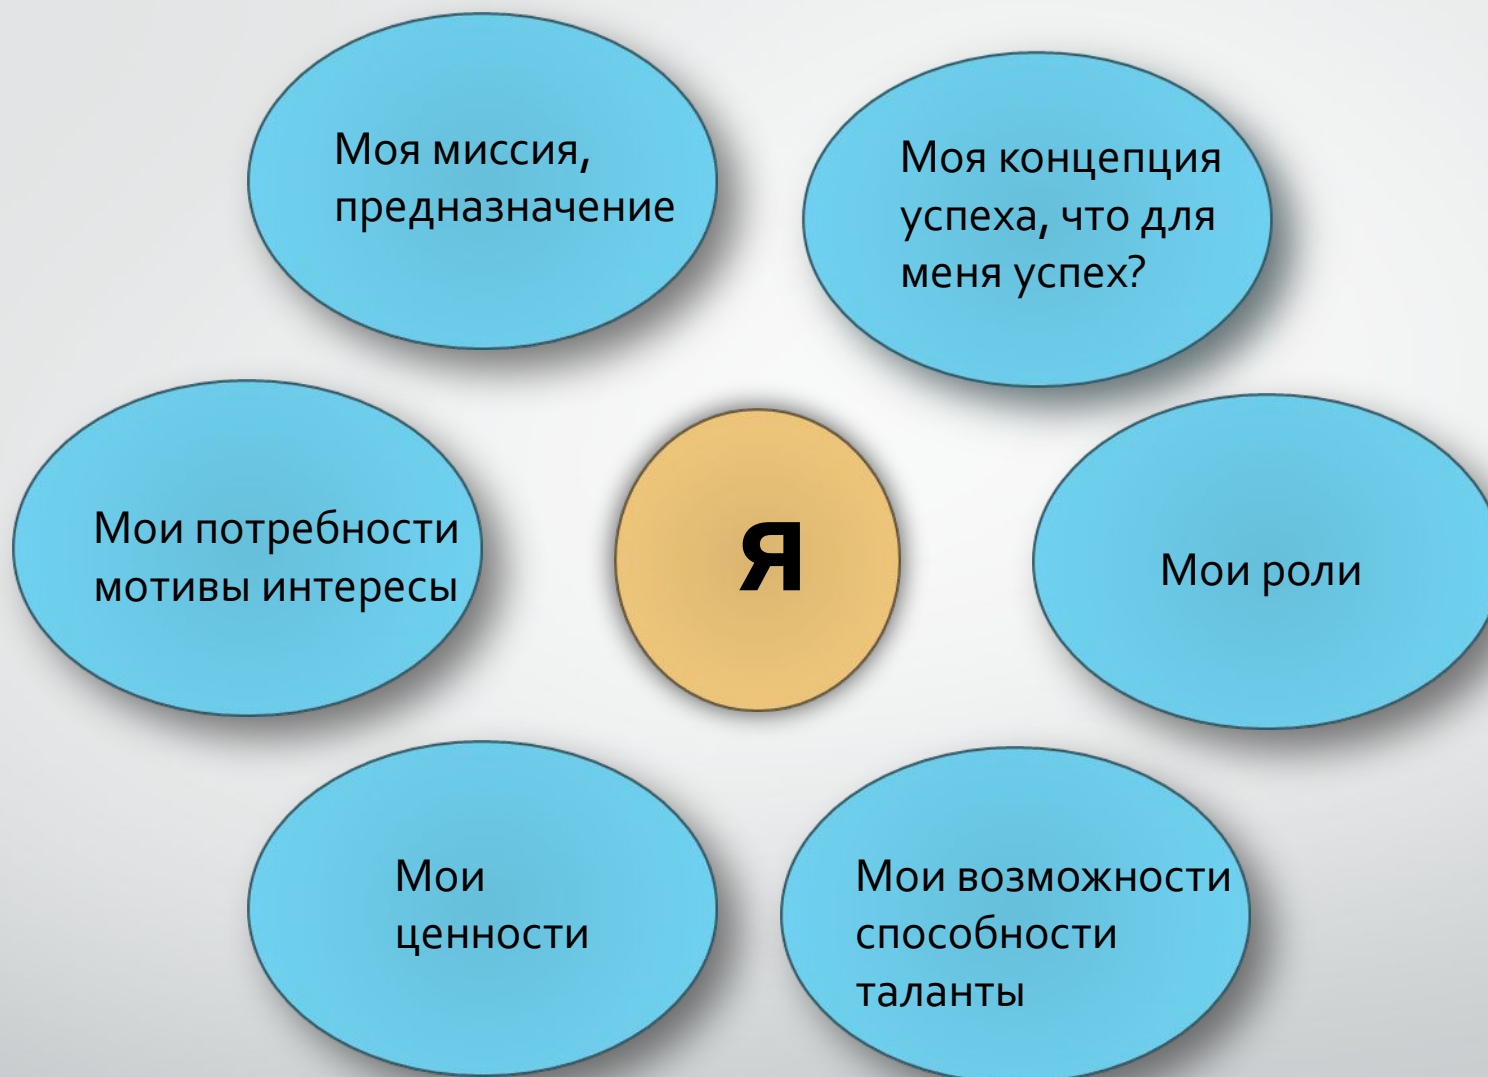 Моя миссия,
предназначение
Моя концепция
успеха, что для
меня успех?
Мои потребности
мотивы интересы
Я
Мои роли
Мои
ценности
Мои возможности
способности
таланты